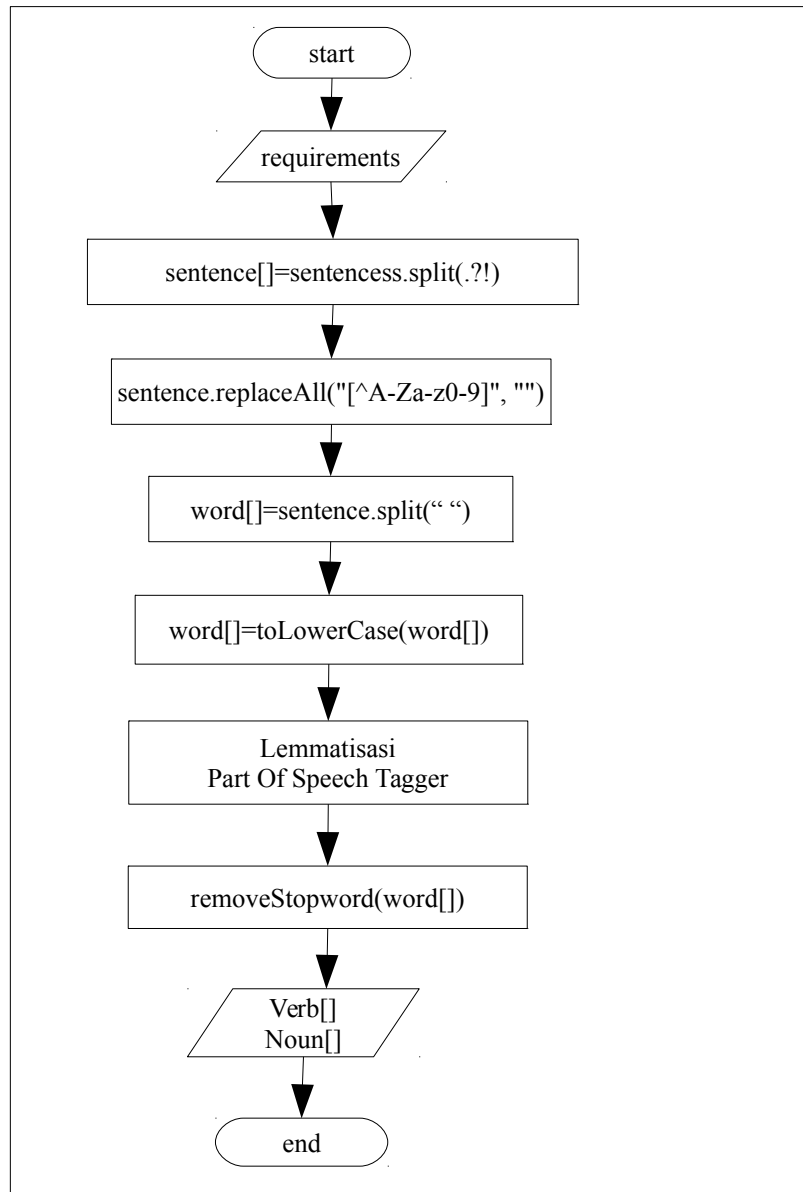 start
requirements
sentence[]=sentencess.split(.?!)
sentence.replaceAll("[^A-Za-z0-9]", "")
word[]=sentence.split(“ “)
word[]=toLowerCase(word[])
Lemmatisasi
Part Of Speech Tagger
removeStopword(word[])
Verb[]
Noun[]
end